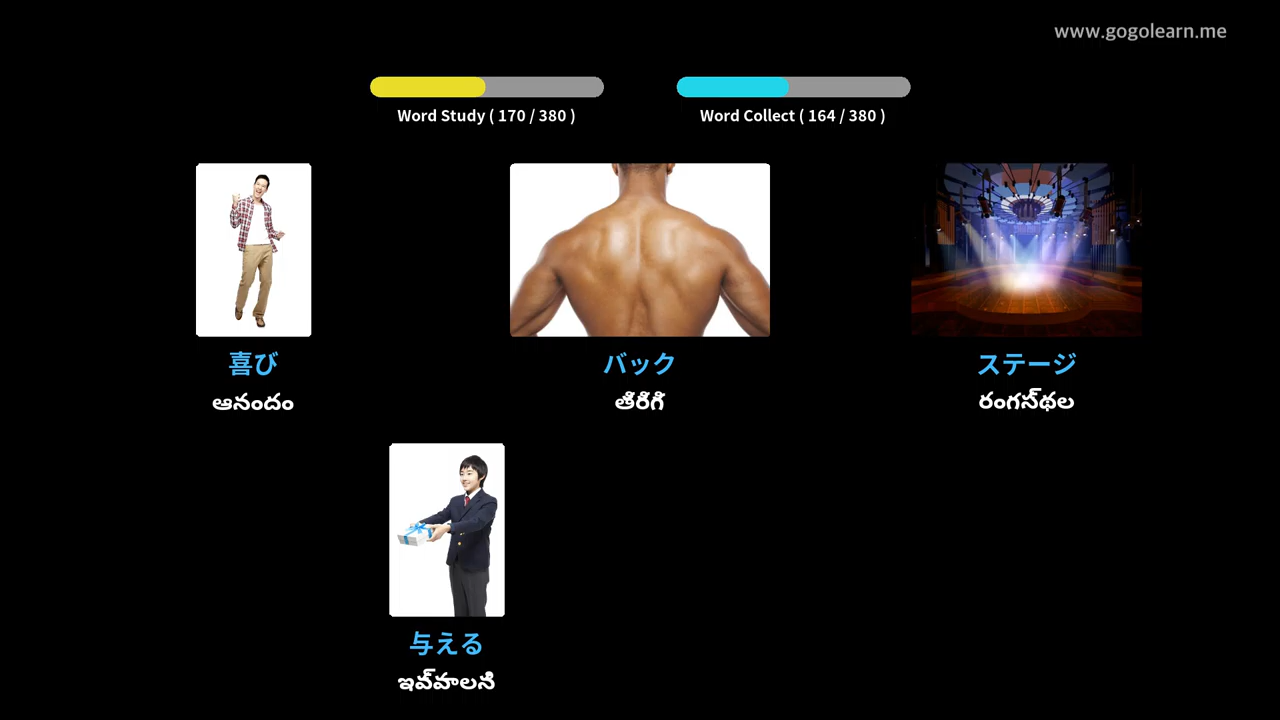 www.gogolearn.me
Word Study ( 170 / 380 )
Word Collect ( 164 / 380 )
喜び
ఆనందం
バック
తిరిగి
ステージ
రంగస్థల
与える
ఇవ్వాలని